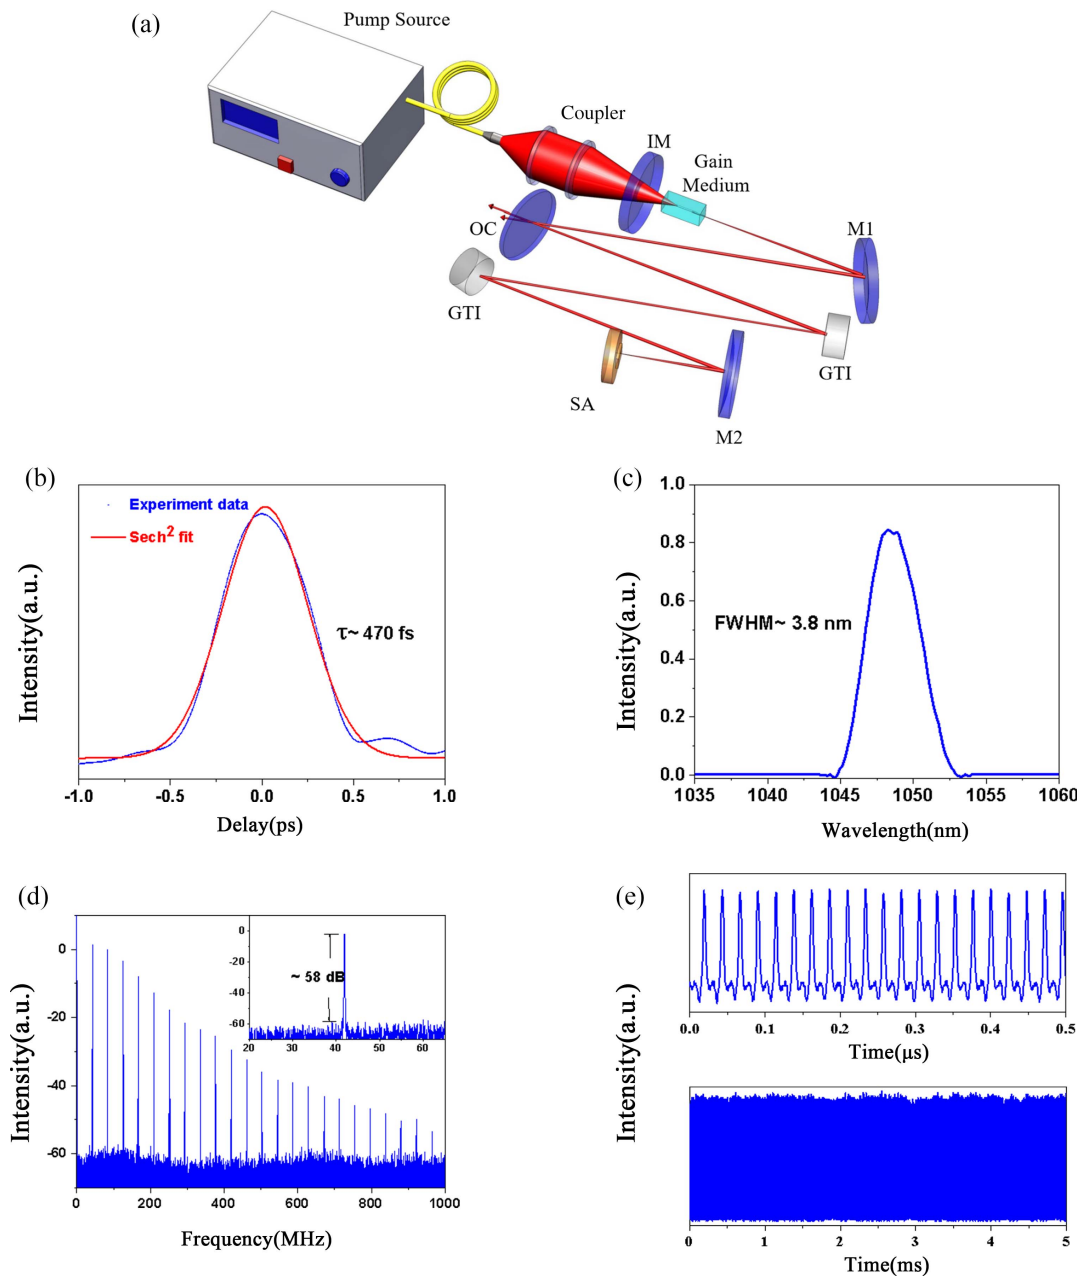 (a)
Pump Source
Coupler
IM
Gain
Medium
OC
M1
GTI
GTI
SA
M2
(b)
Experiment data
Sech² fit
τ~ 470 fs
Intensity(a.u.)
-1.0 -0.5 0.0 0.5 1.0
Delay(ps)
(c)
1.0
0.8
0.6
0.4
0.2
0.0
FWHM~ 3.8 nm
Intensity(a.u.)
1035 1040 1045 1050 1055 1060
Wavelength(nm)
(d)
0
-20
-40
-60
Intensity(a.u.)
0 200 400 600 800 1000
Frequency(MHz)
0
-20
-40
-60
~ 58 dB
20 30 40 50 60
(e)
Intensity(a.u.)
0.0 0.1 0.2 0.3 0.4 0.5
Time(μs)
0 1 2 3 4 5
Time(ms)